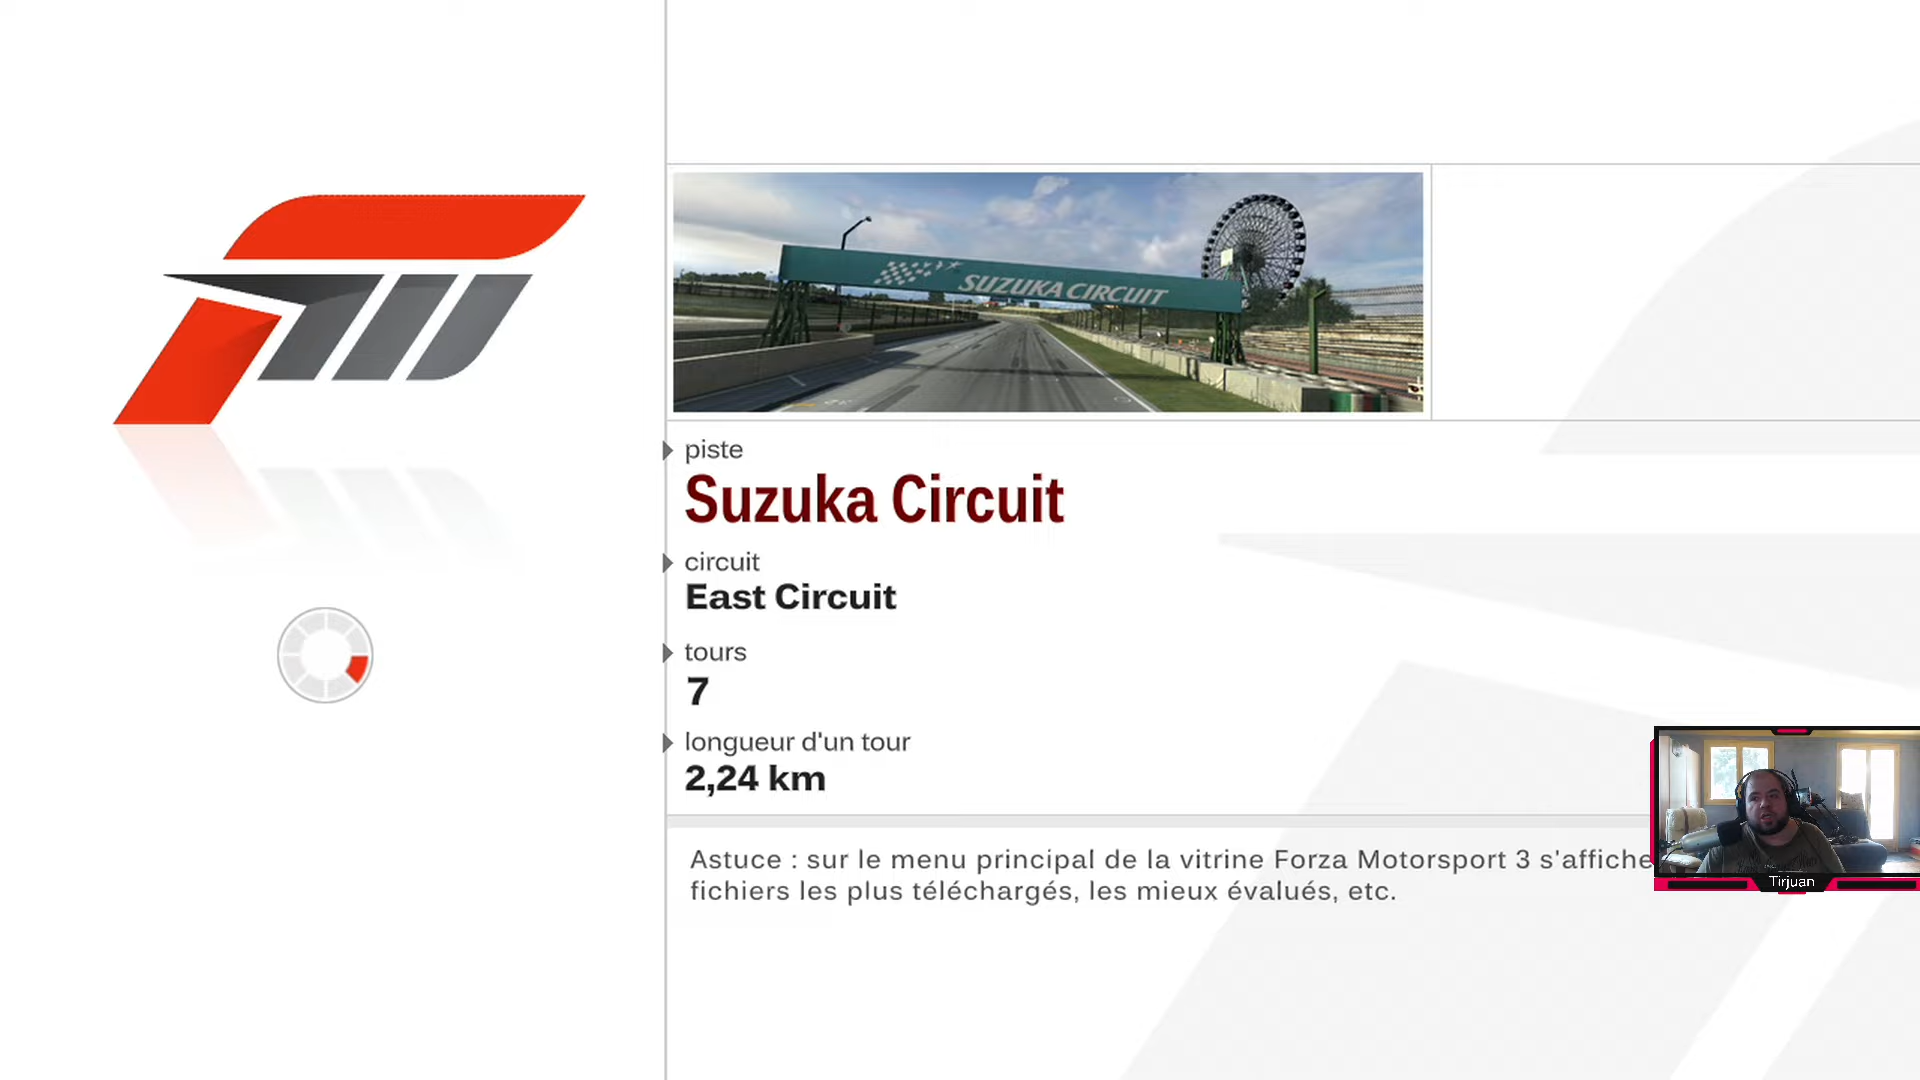 SUZUKA CIRCUIT
piste
Suzuka Circuit
circuit
East Circuit
tours
7
longueur d'un tour
2,24 km
Astuce : sur le menu principal de la vitrine Forza Motorsport 3 s'affiche
fichiers les plus téléchargés, les mieux évalués, etc.
Tirjuan